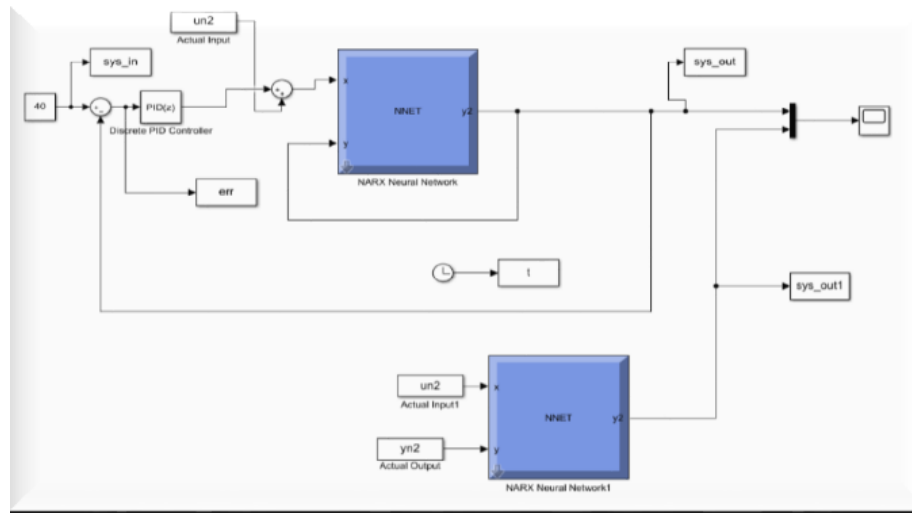 un2
Actual Input
sys_in
sys_out
40
PID(z)
Discrete PID Controller
x
NNET
y2
y
NARX Neural Network
err
t
sys_out1
un2
Actual Input1
x
NNET
y2
yn2
Actual Output
y
NARX Neural Network1